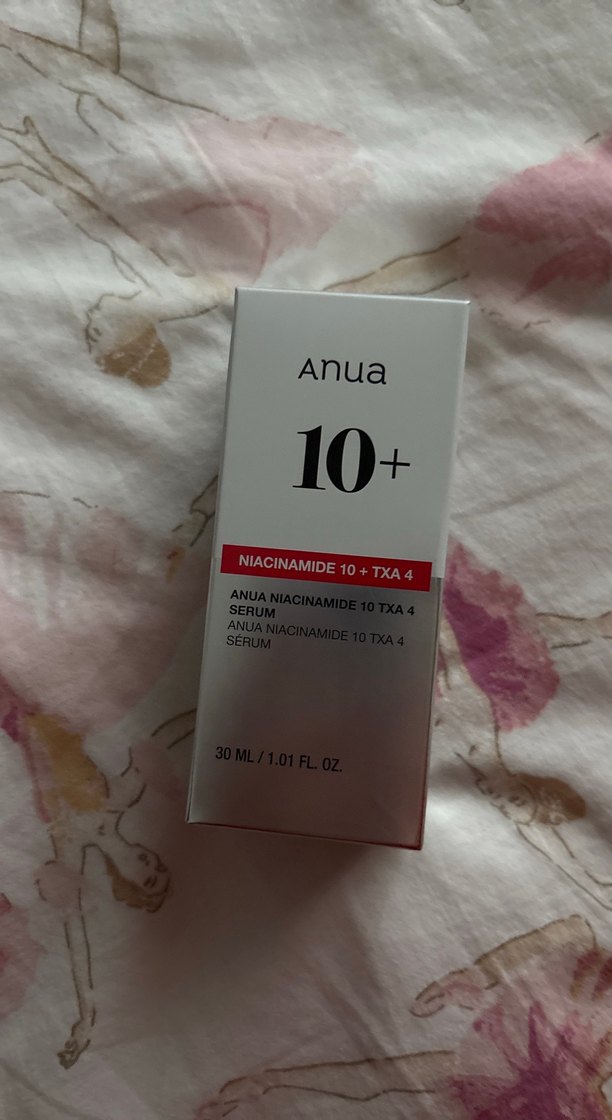 Anua
10+
NIACINAMIDE 10 + TXA 4
ANUA NIACINAMIDE 10 TXA 4
SERUM
ANUA NIACINAMIDE 10 TXA 4
SÉRUM
30 ML / 1.01 FL. OZ.